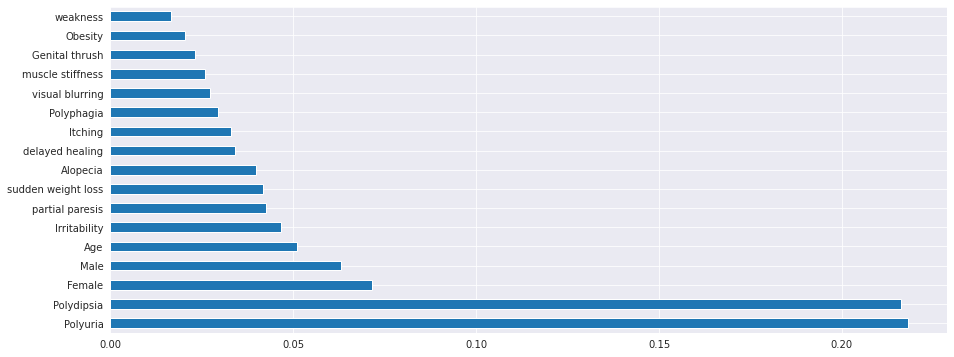 weakness
Obesity
Genital thrush
muscle stiffness
visual blurring
Polyphagia
Itching
delayed healing
Alopecia
sudden weight loss
partial paresis
Irritability
Age
Male
Female
Polydipsia
Polyuria
0.00 0.05 0.10 0.15 0.20